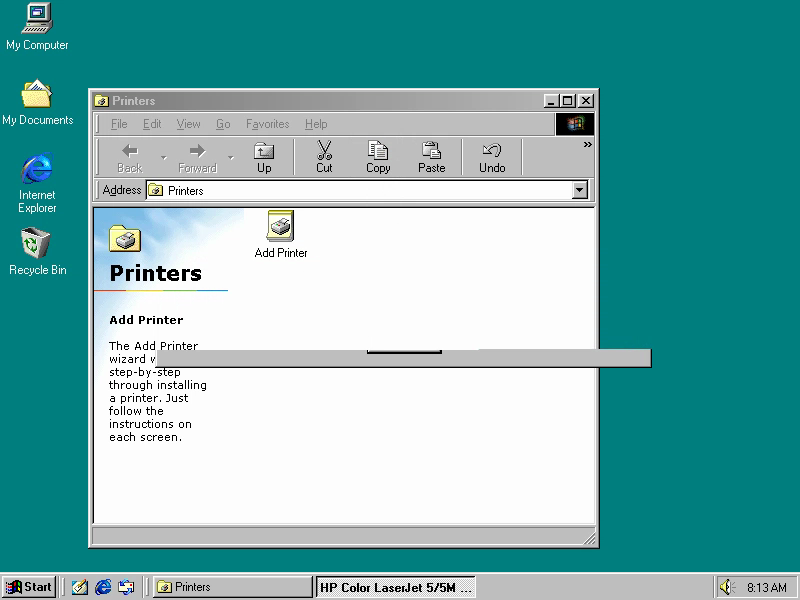 My Computer
My Documents
Internet
Explorer
Recycle Bin
Printers
File Edit View Go Favorites Help
Back Forward Up Cut Copy Paste Undo »
Address Printers
Add Printer
Printers
Add Printer
The Add Printer
wizard
step-by-step
through installing
a printer. Just
follow the
instructions on
each screen.
Start Printers HP Color LaserJet 5/5M ... 8:13 AM